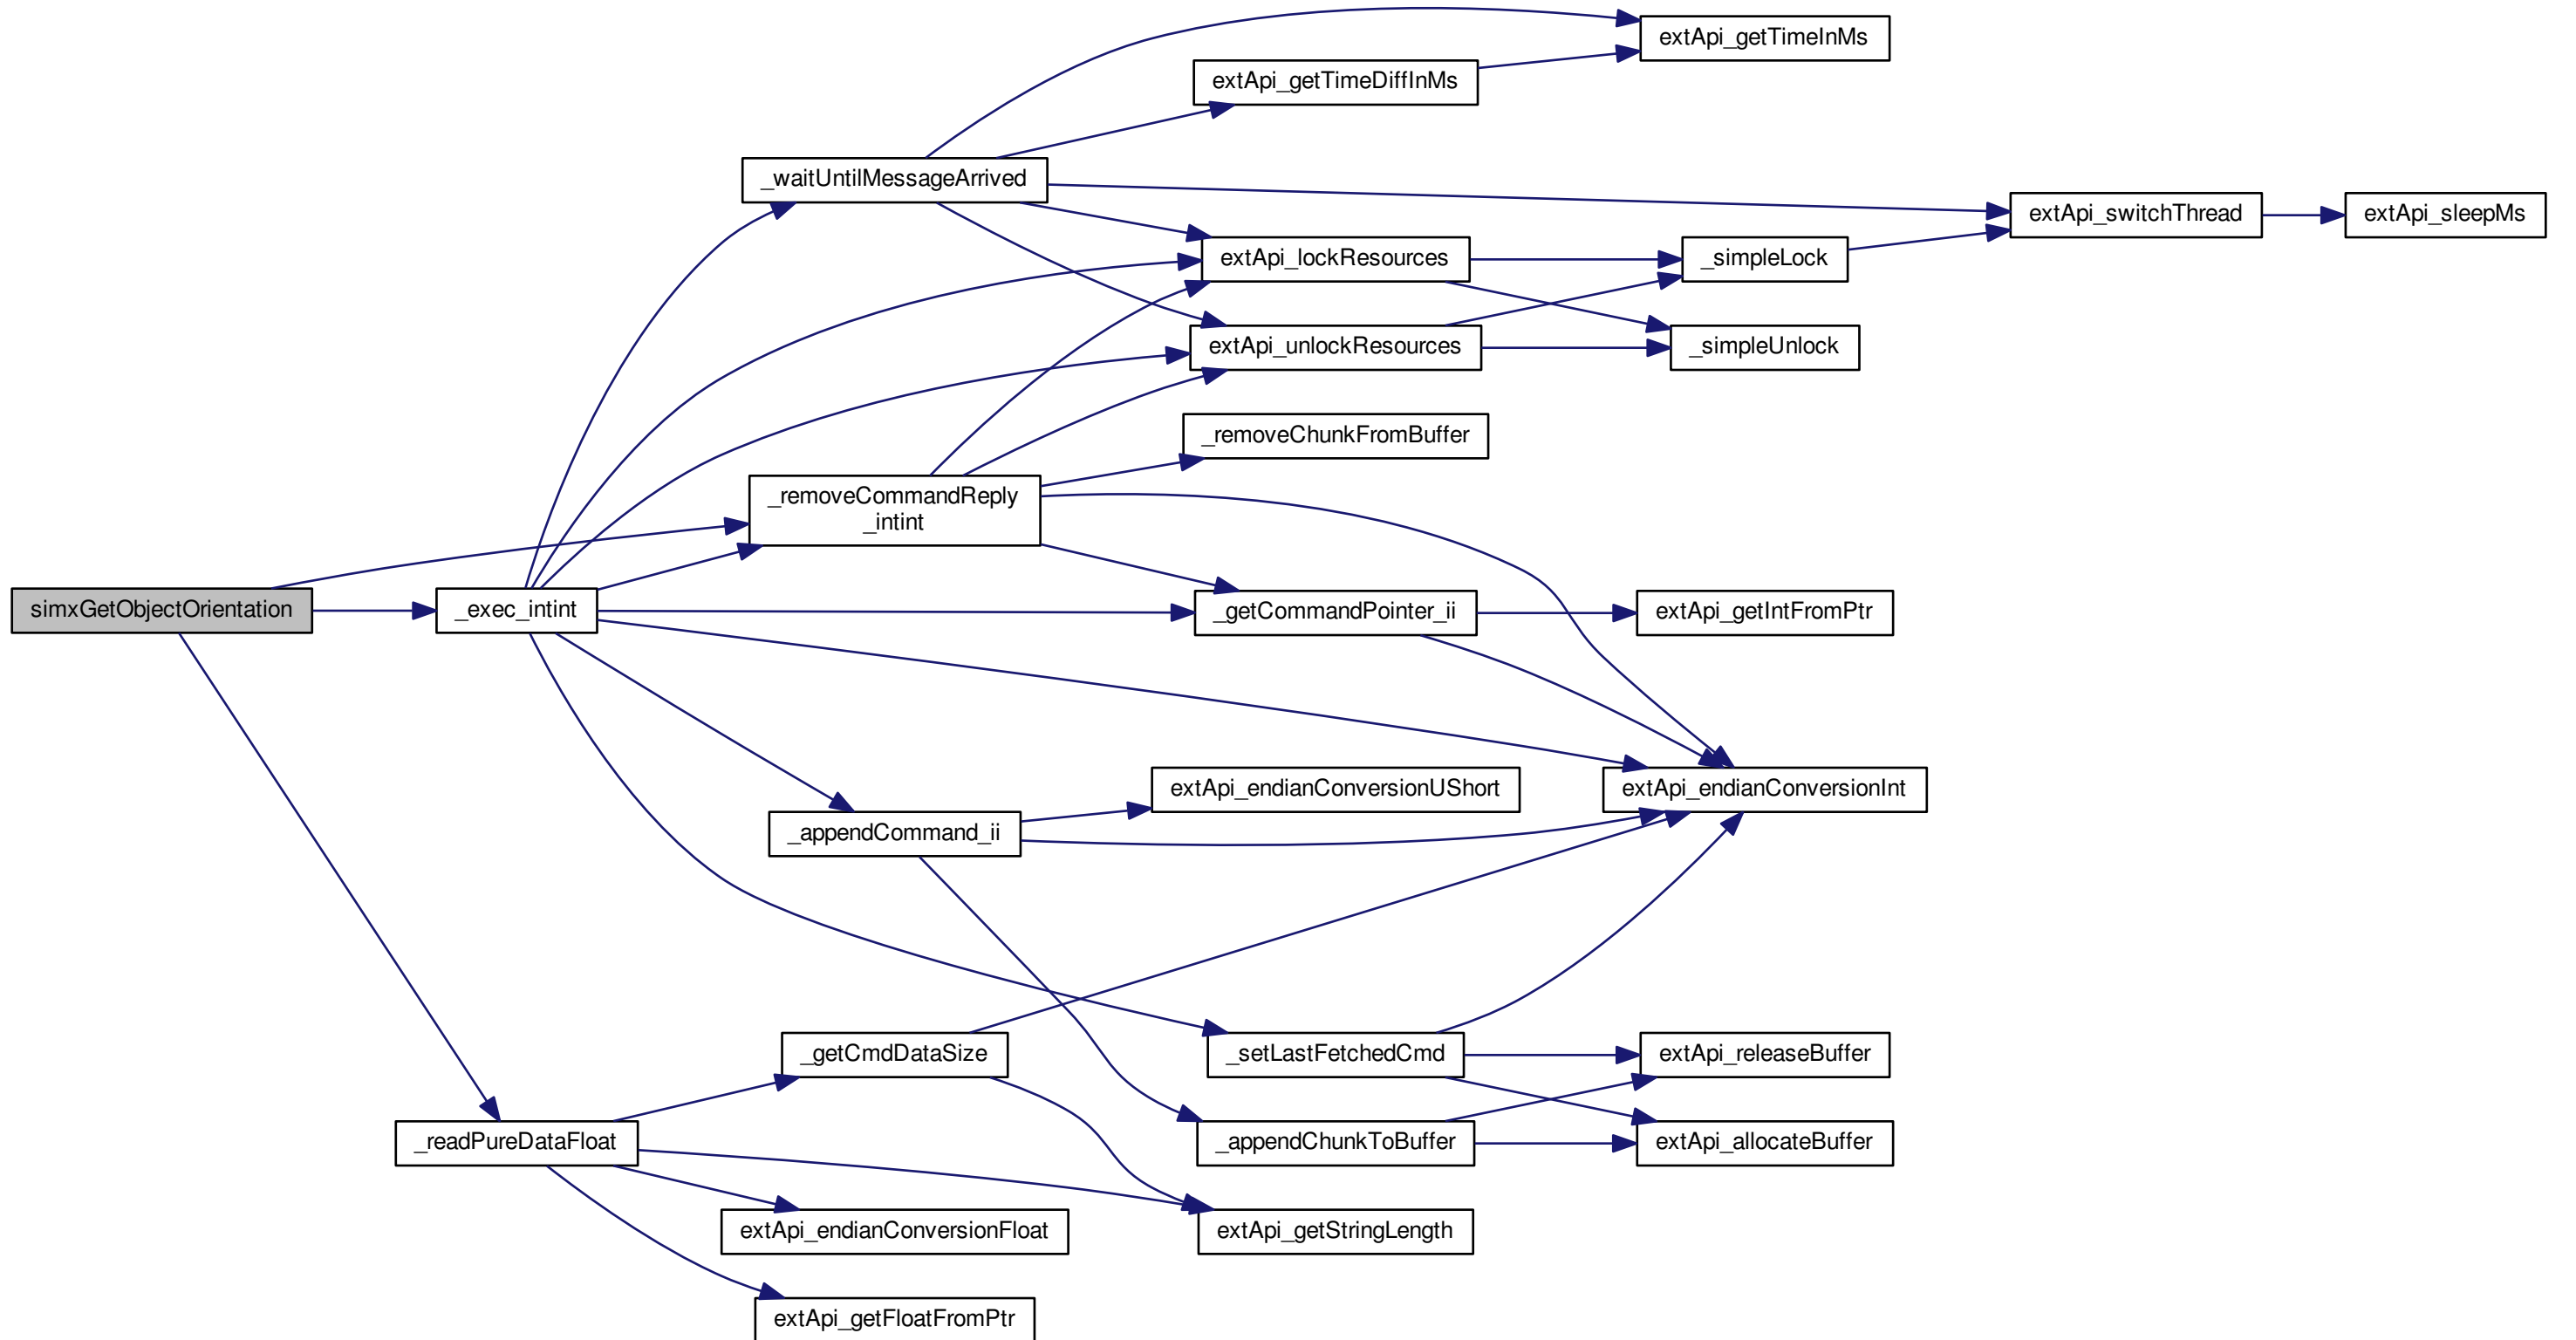 extApi_getTimeInMs
extApi_getTimeDiffInMs
_waitUntilMessageArrived
extApi_switchThread
extApi_sleepMs
extApi_lockResources
_simpleLock
extApi_unlockResources
_simpleUnlock
_removeChunkFromBuffer
_removeCommandReply
_intint
simxGetObjectOrientation
_exec_intint
_getCommandPointer_ii
extApi_getIntFromPtr
extApi_endianConversionUShort
extApi_endianConversionInt
_appendCommand_ii
_getCmdDataSize
_setLastFetchedCmd
extApi_releaseBuffer
_readPureDataFloat
_appendChunkToBuffer
extApi_allocateBuffer
extApi_endianConversionFloat
extApi_getStringLength
extApi_getFloatFromPtr